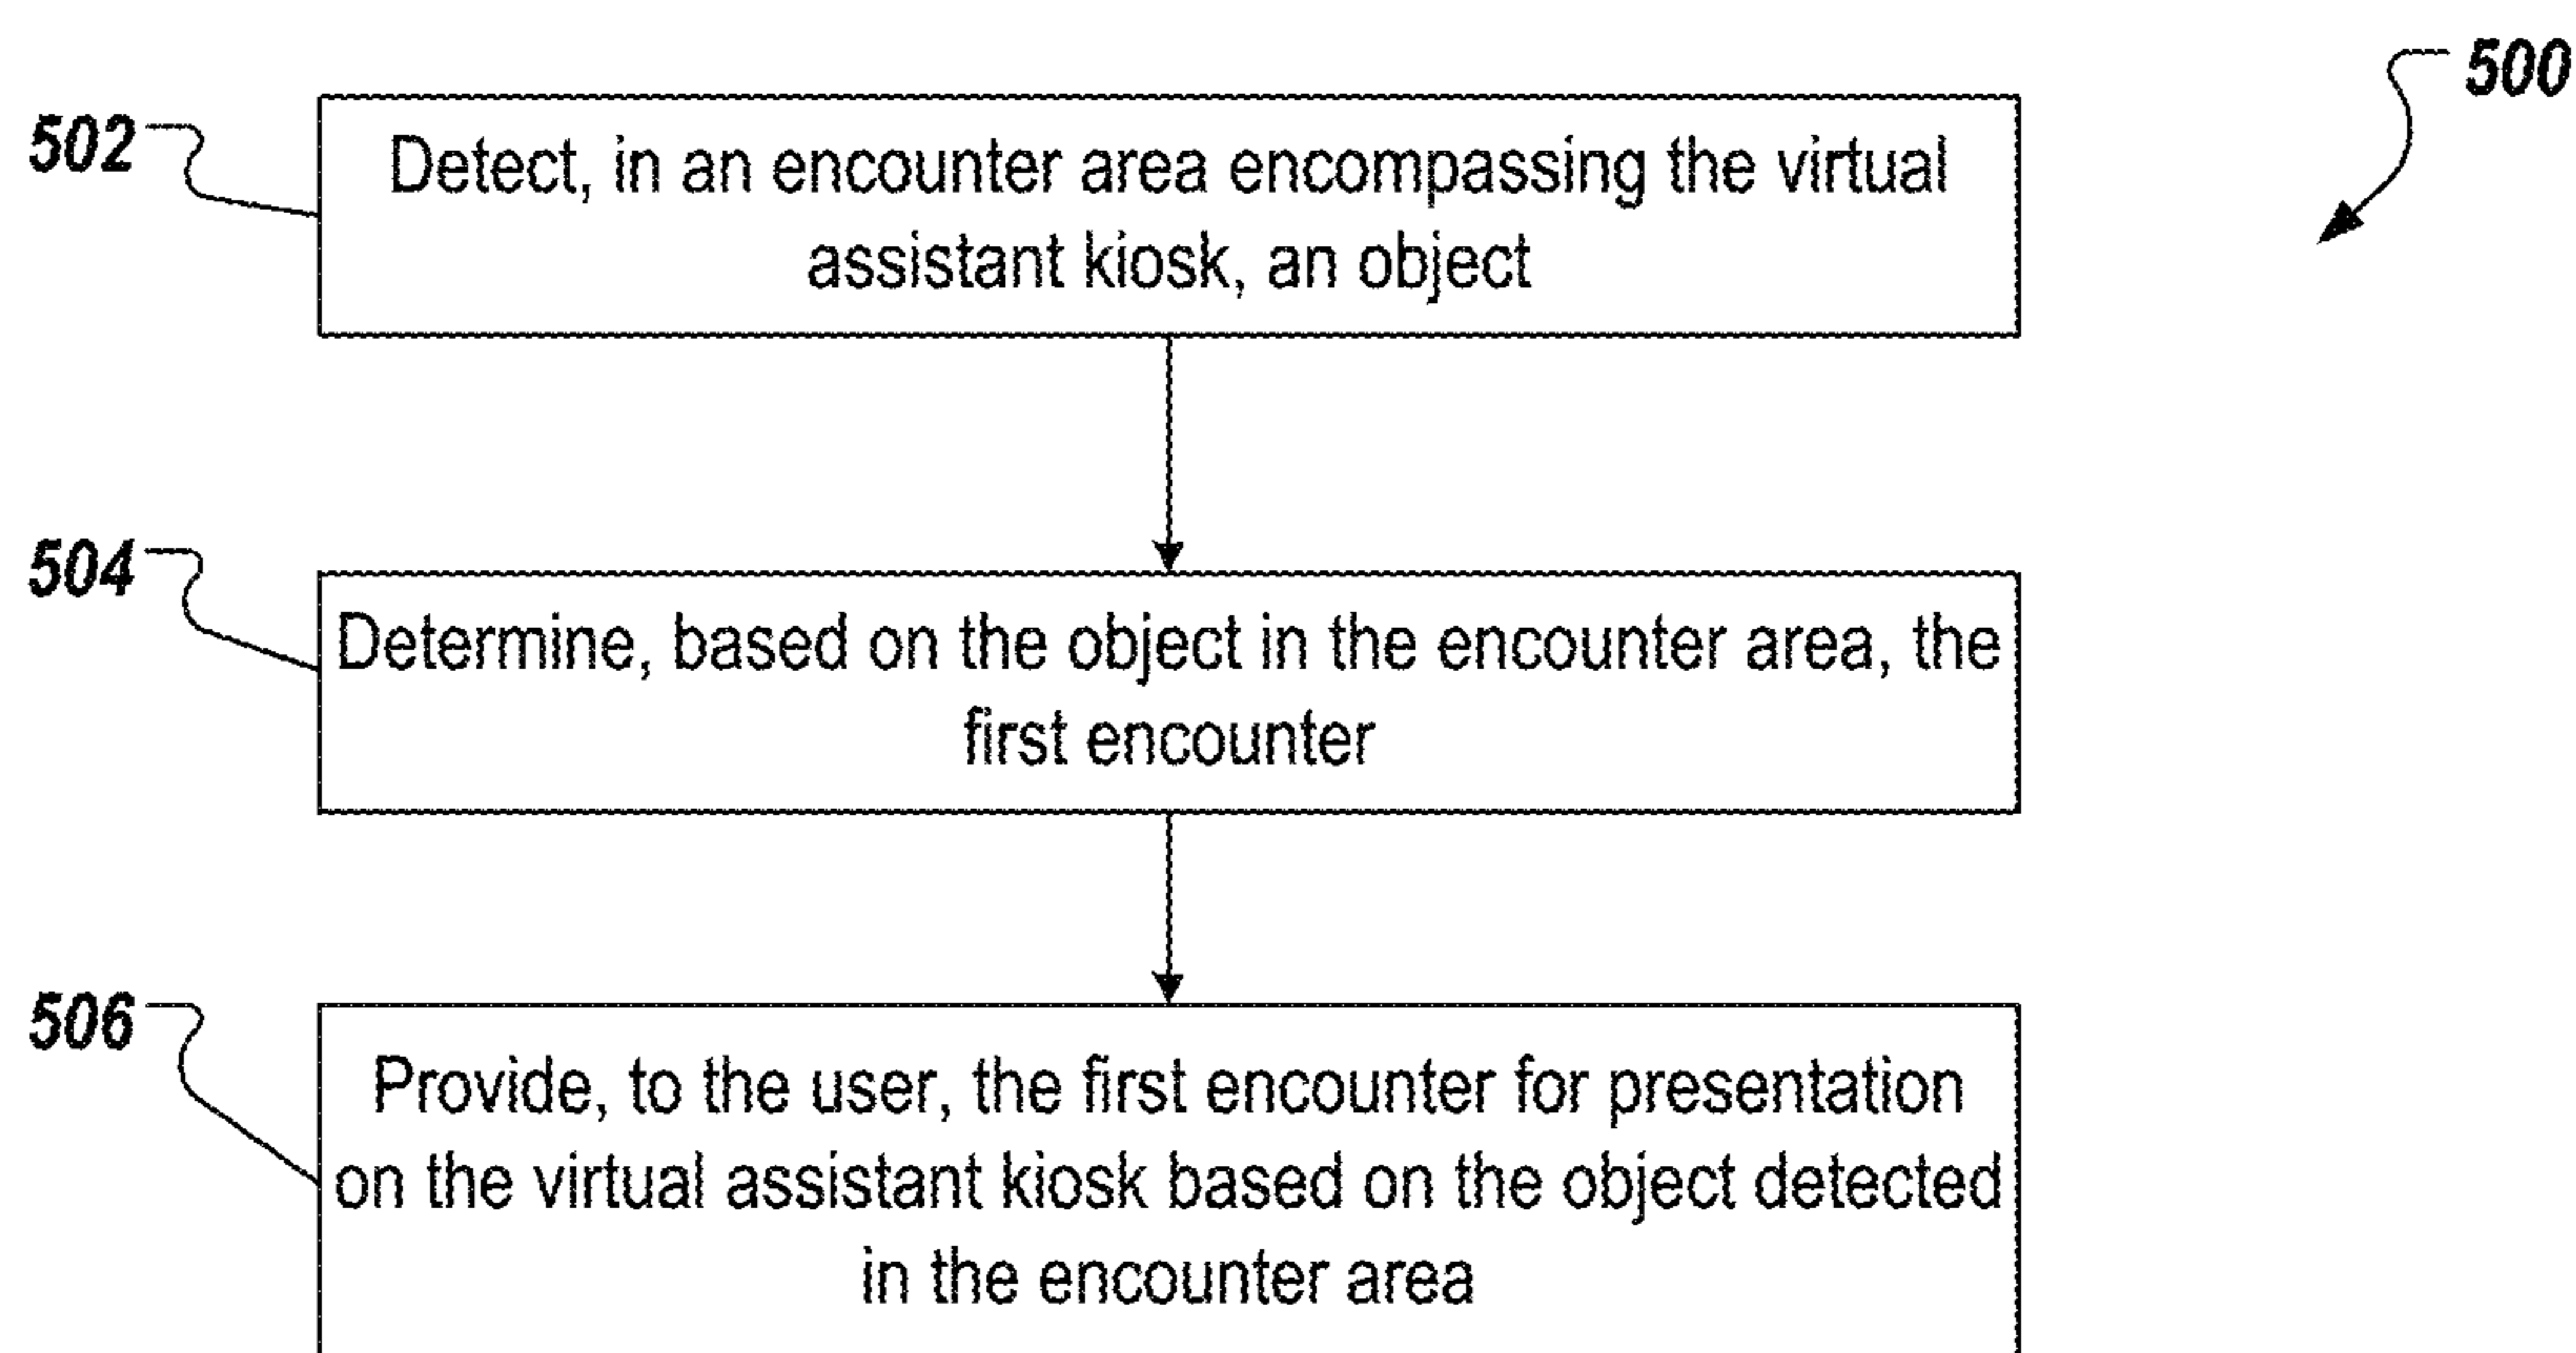 500
502
Detect, in an encounter area encompassing the virtual
assistant kiosk, an object
504
Determine, based on the object in the encounter area, the
first encounter
506
Provide, to the user, the first encounter for presentation
on the virtual assistant kiosk based on the object detected
in the encounter area